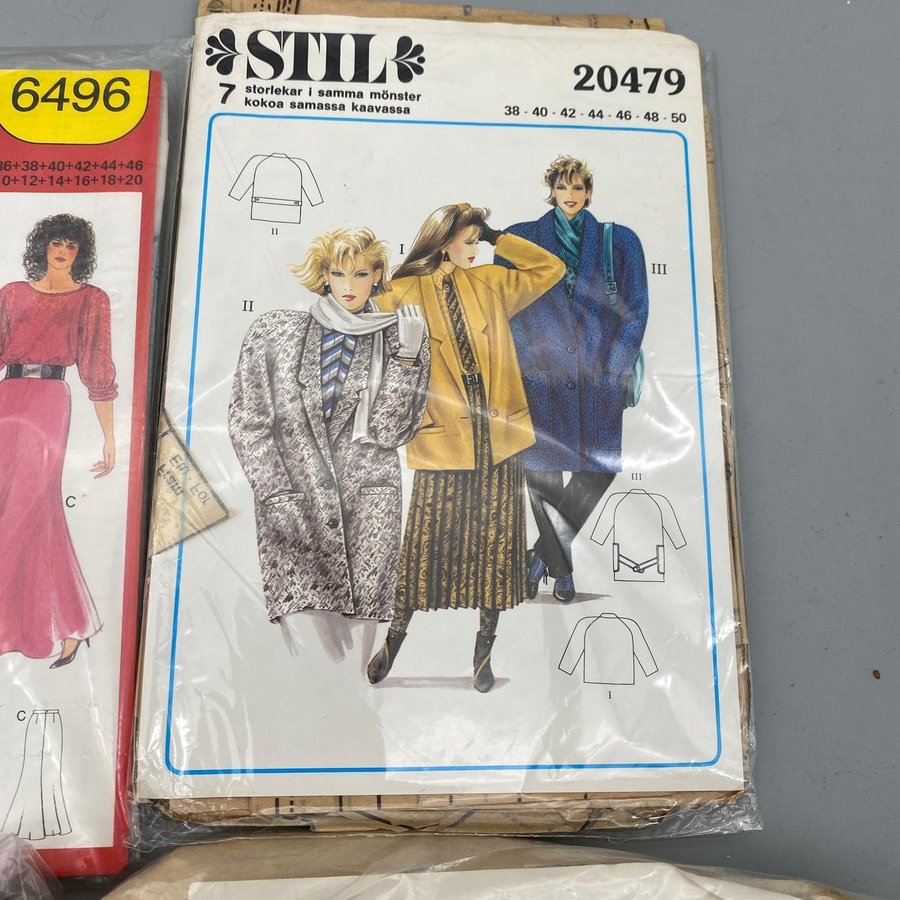 STIL
7 storlekar i samma mönster
kokoa samassa kaavassa
20479
38 - 40 - 42 - 44 - 46 - 48 - 50
II
I
II
III
III
I
6496
36+38+40+42+44+46
10+12+14+16+18+20
C
C